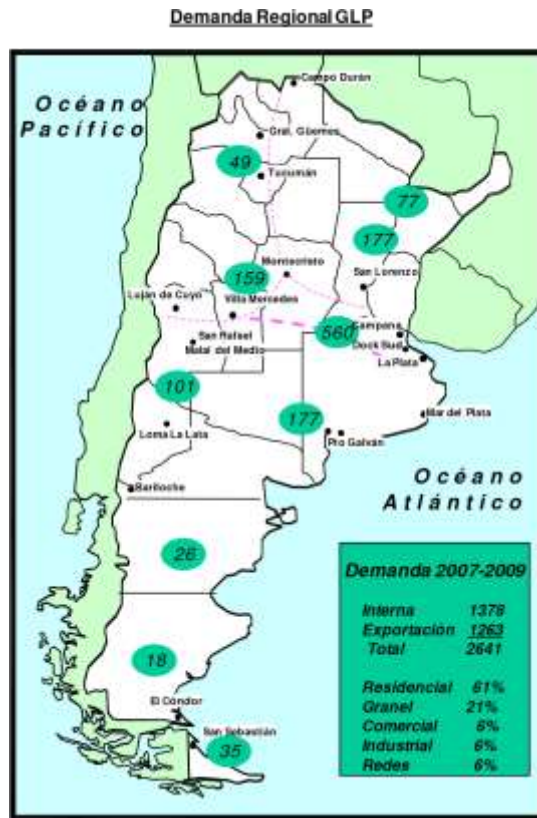 Demanda Regional GLP
Océano
Pacífico
Campo Durán
Gral. Güemes
49
Tucumán
77
177
Montecristo
159
San Lorenzo
Luján de Cuyo
Villa Mercedes
560
Campana
San Rafael
Dock Sud
Malal del Medio
La Plata
101
177
Mar del Plata
Loma La Lata
Pto Galván
Bariloche
Océano
Atlántico
26
18
El Cóndor
San Sebastián
35
Demanda 2007-2009
Interna 1378
Exportación 1263
Total 2641
Residencial 61%
Granel 21%
Comercial 6%
Industrial 6%
Redes 6%